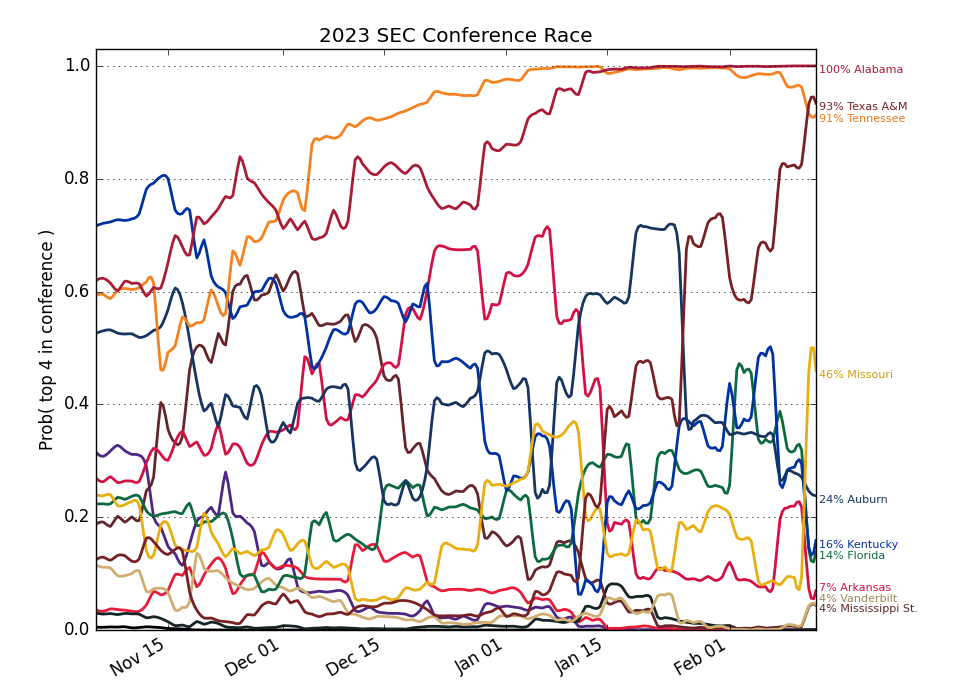 2023 SEC Conference Race
Prob( top 4 in conference )
1.0
0.8
0.6
0.4
0.2
0.0
Nov 15
Dec 01
Dec 15
Jan 01
Jan 15
Feb 01
100% Alabama
93% Texas A&M
91% Tennessee
46% Missouri
24% Auburn
16% Kentucky
14% Florida
7% Arkansas
4% Vanderbilt
4% Mississippi St.